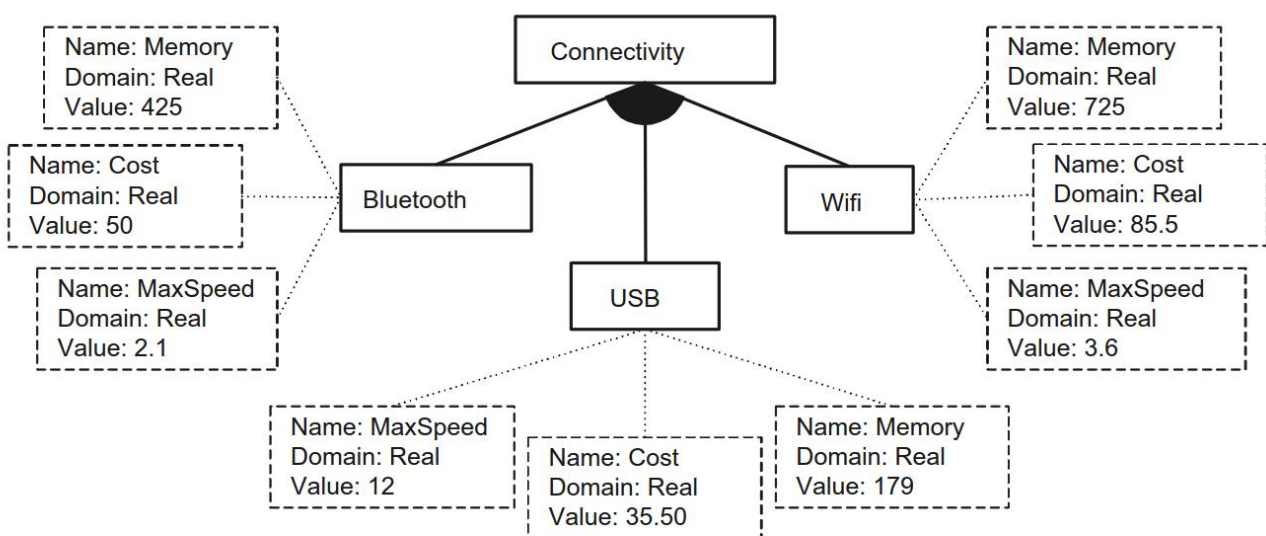 Connectivity
Name: Memory
Domain: Real
Value: 425
Name: Memory
Domain: Real
Value: 725
Name: Cost
Domain: Real
Value: 50
Bluetooth
Wifi
Name: Cost
Domain: Real
Value: 85.5
Name: MaxSpeed
Domain: Real
Value: 2.1
USB
Name: MaxSpeed
Domain: Real
Value: 3.6
Name: MaxSpeed
Domain: Real
Value: 12
Name: Cost
Domain: Real
Value: 35.50
Name: Memory
Domain: Real
Value: 179